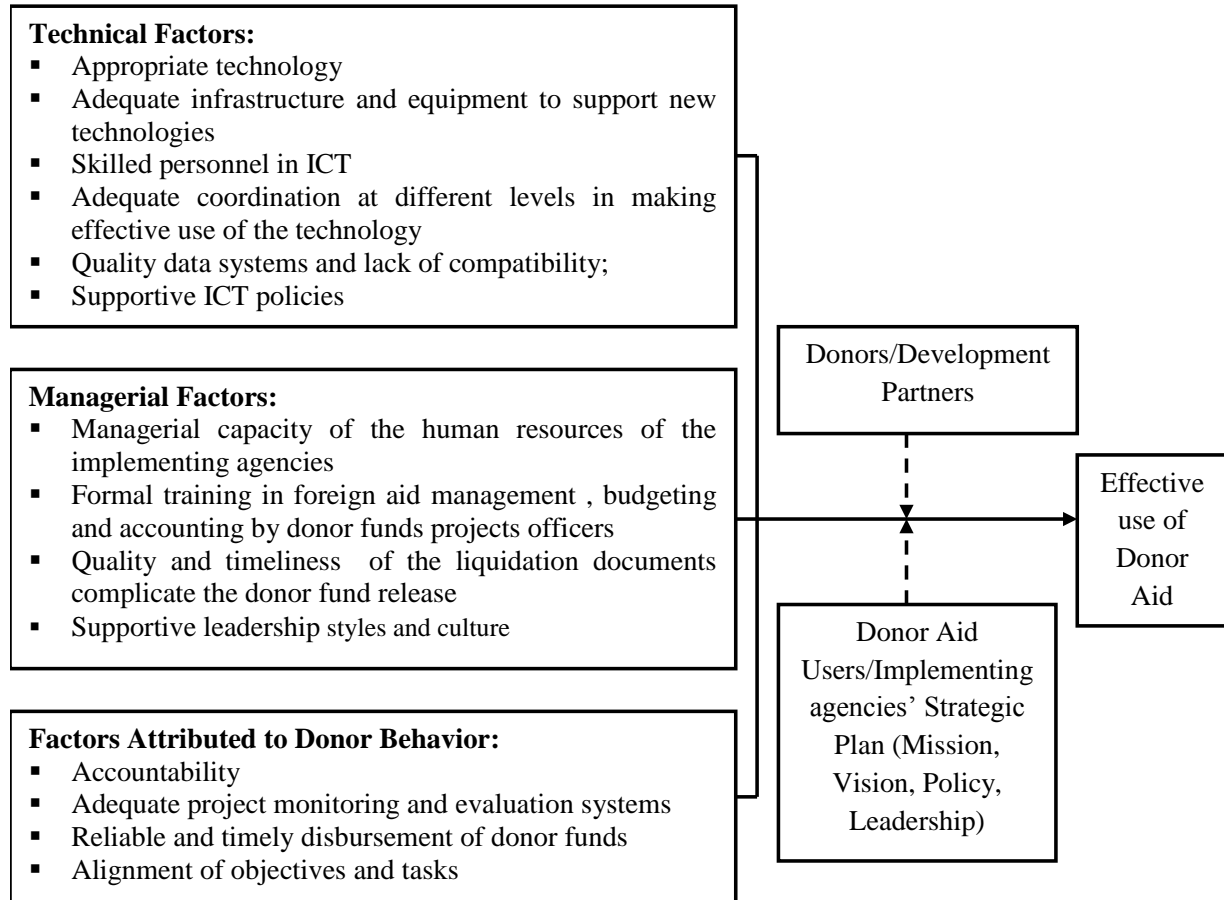 Technical Factors:
▪ Appropriate technology
▪ Adequate infrastructure and equipment to support new
technologies
▪ Skilled personnel in ICT
▪ Adequate coordination at different levels in making
effective use of the technology
▪ Quality data systems and lack of compatibility;
▪ Supportive ICT policies
Managerial Factors:
▪ Managerial capacity of the human resources of the
implementing agencies
▪ Formal training in foreign aid management , budgeting
and accounting by donor funds projects officers
▪ Quality and timeliness of the liquidation documents
complicate the donor fund release
▪ Supportive leadership styles and culture
Factors Attributed to Donor Behavior:
▪ Accountability
▪ Adequate project monitoring and evaluation systems
▪ Reliable and timely disbursement of donor funds
▪ Alignment of objectives and tasks
Donors/Development
Partners
Donor Aid
Users/Implementing
agencies’ Strategic
Plan (Mission,
Vision, Policy,
Leadership)
Effective
use of
Donor
Aid